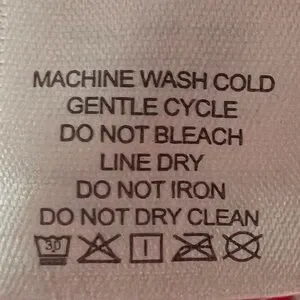 MACHINE WASH COLD
GENTLE CYCLE
DO NOT BLEACH
LINE DRY
DO NOT IRON
DO NOT DRY CLEAN
30